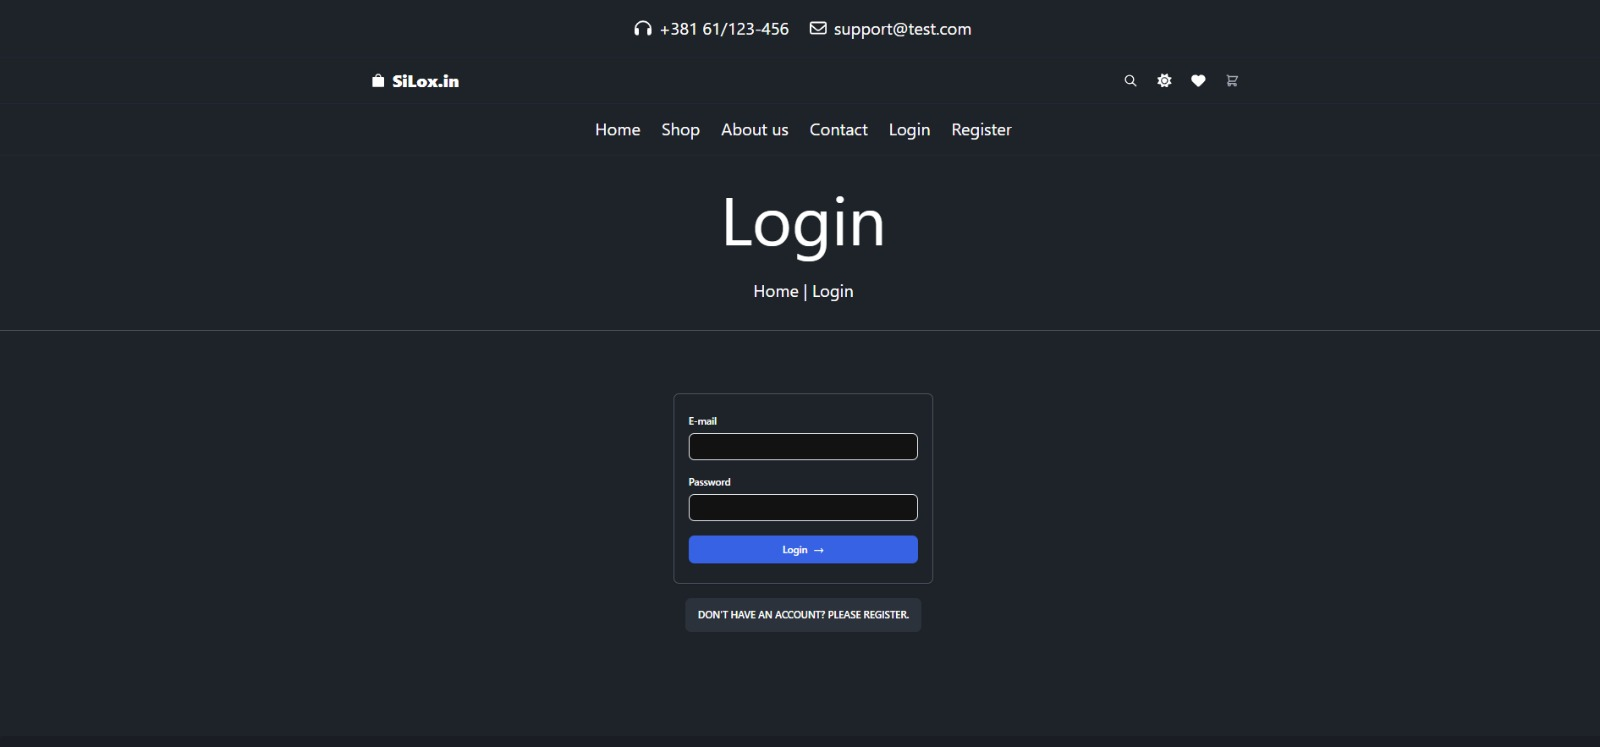 +381 61/123-456 support@test.com
SiLox.in
Home Shop About us Contact Login Register
Login
Home | Login
E-mail
Password
Login →
DON'T HAVE AN ACCOUNT? PLEASE REGISTER.